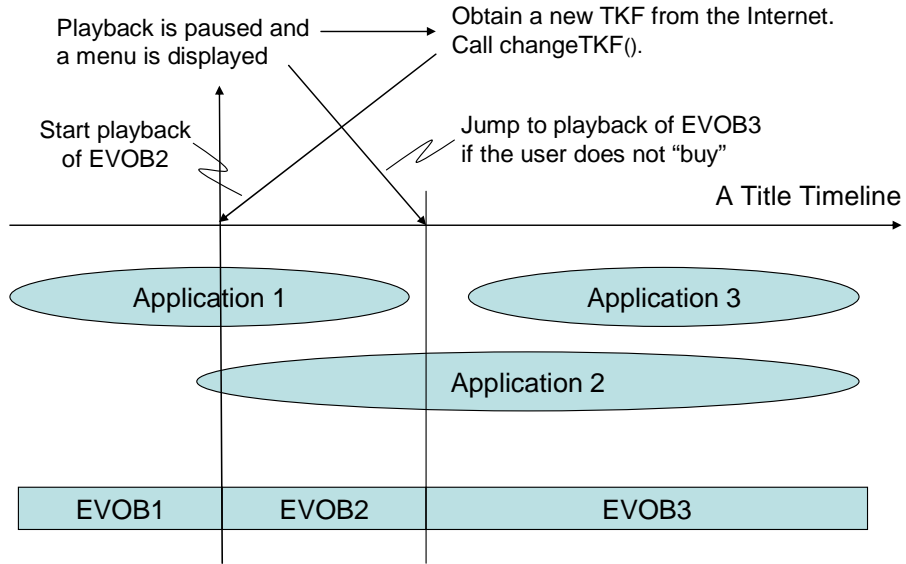 Playback is paused and
a menu is displayed
Obtain a new TKF from the Internet.
Call changeTKF().
Start playback
of EVOB2
Jump to playback of EVOB3
if the user does not “buy”
A Title Timeline
Application 1
Application 3
Application 2
EVOB1
EVOB2
EVOB3